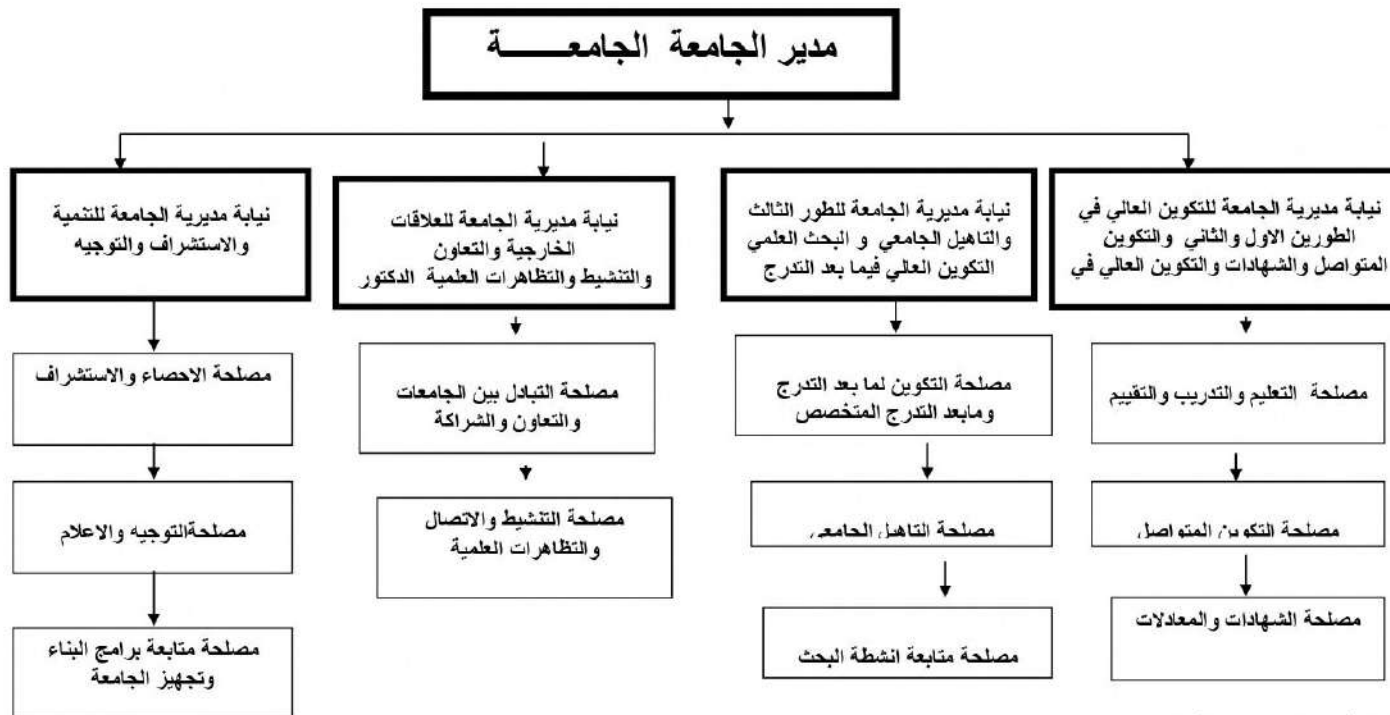 مدير الجامعة الجامعـــــــة
نيابة مديرية الجامعة للتكوين العالي في
الطورين الاول والثاني والتكوين
المتواصل والشهادات والتكوين العالي في
نيابة مديرية الجامعة للطور الثالث
والتاهيل الجامعي و البحث العلمي
التكوين العالي فيما بعد التدرج
نيابة مديرية الجامعة للعلاقات
الخارجية والتعاون
والتنشيط والتظاهرات العلمية الدكتور
نيابة مديرية الجامعة للتنمية
والاستشراف والتوجيه
مصلحة التعليم والتدريب والتقييم
مصلحة التكوين لما بعد التدرج
ومابعد التدرج المتخصص
مصلحة التبادل بين الجامعات
والتعاون والشراكة
مصلحة الاحصاء والاستشراف
مصلحة التكوين المتواصل
مصلحة التاهيل الجامعي
مصلحة التنشيط والاتصال
والتظاهرات العلمية
مصلحةالتوجيه والاعلام
مصلحة الشهادات والمعادلات
مصلحة متابعة انشطة البحث
مصلحة متابعة برامج البناء
وتجهيز الجامعة